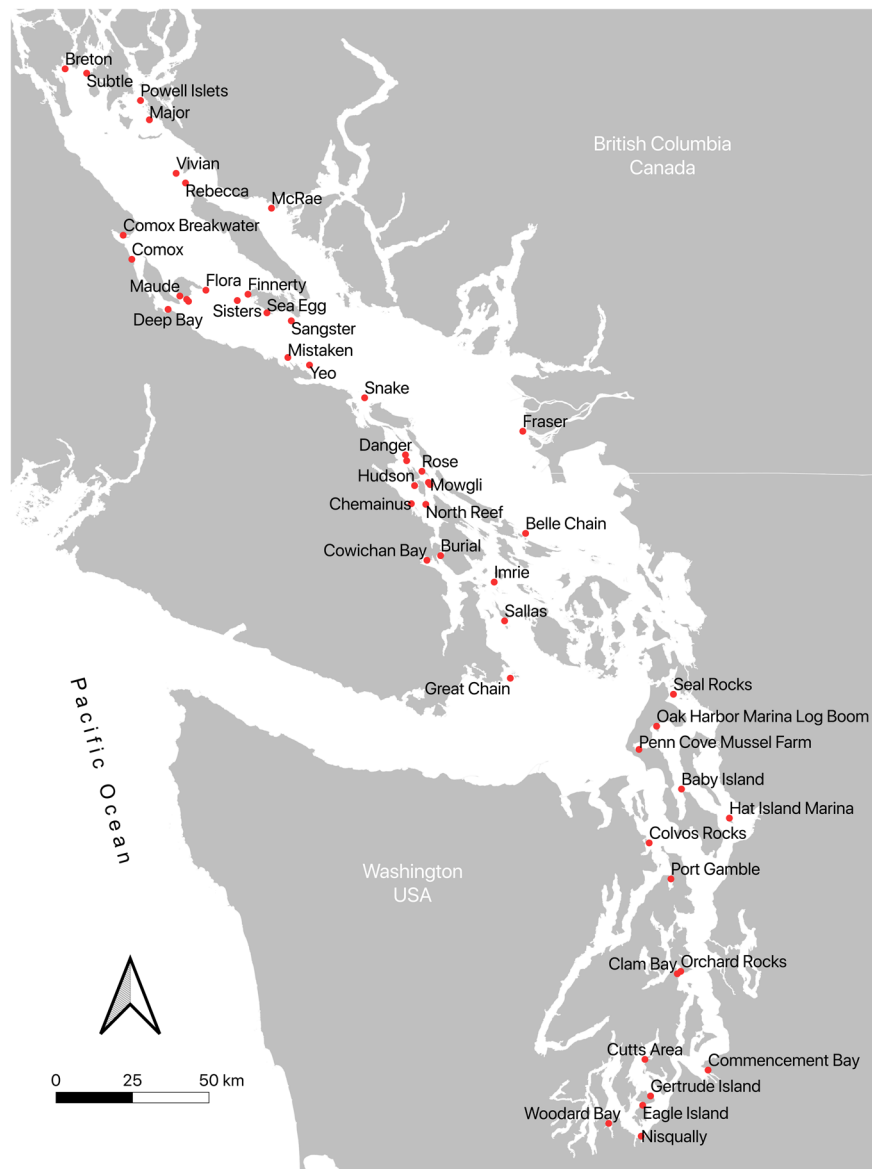 Breton
Subtle
Powell Islets
Major
British Columbia
Canada
Vivian
Rebecca
McRae
Comox Breakwater
Comox
Maude
Flora
Finnerty
Sisters
Sea Egg
Deep Bay
Sangster
Mistaken
Yeo
Snake
Fraser
Danger
Rose
Hudson
Mowgli
Chemainus
North Reef
Belle Chain
Cowichan Bay
Burial
Imrie
Sallas
Great Chain
Seal Rocks
Pacific Ocean
Oak Harbor Marina Log Boom
Penn Cove Mussel Farm
Baby Island
Hat Island Marina
Colvos Rocks
Washington
USA
Port Gamble
Clam Bay
Orchard Rocks
Cutts Area
Commencement Bay
0 25 50 km
Gertrude Island
Woodard Bay
Eagle Island
Nisqually